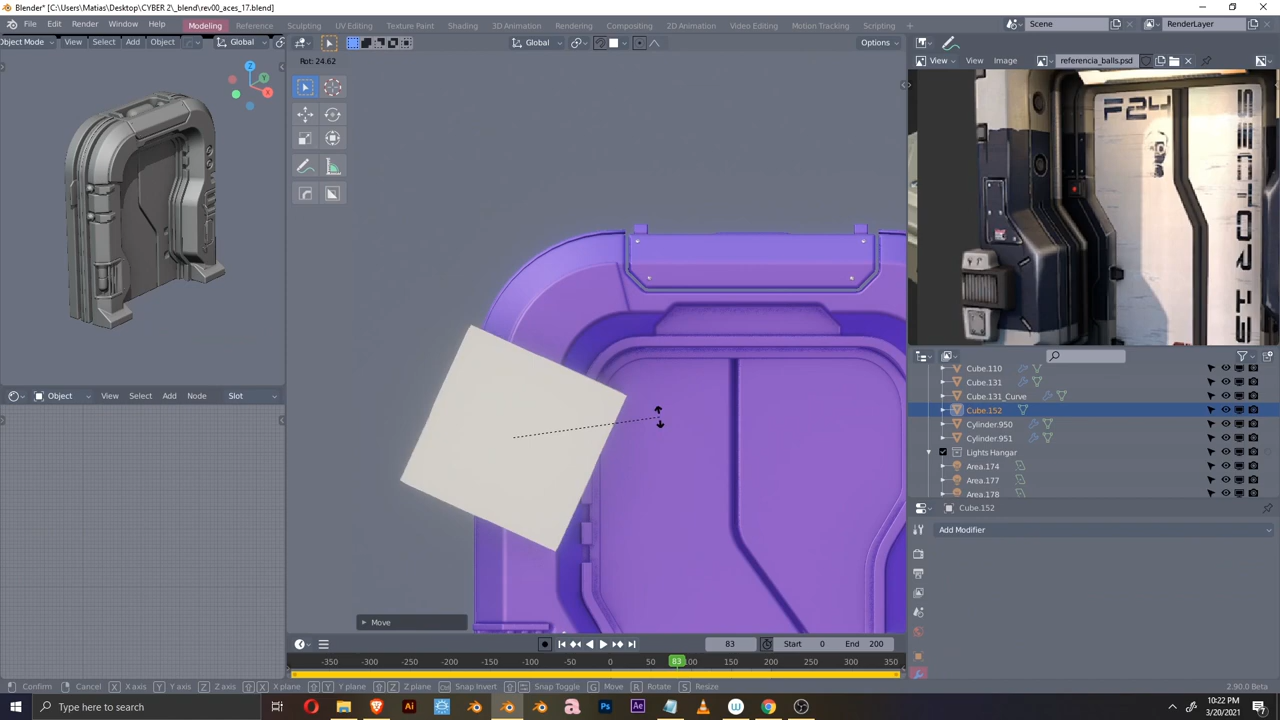 Blender* [C:\Users\Matias\Desktop\CYBER 2\_blend\rev00_aces_17.blend]
File Edit Render Window Help Modeling Reference Sculpting UV Editing Texture Paint Shading 3D Animation Rendering Compositing 2D Animation Video Editing Motion Tracking Scripting Scene RenderLayer
Object Mode View Select Add Object Global Global Options
View View Image referencia_balls.psd
Rot: 24.62
Z
Y
X
F24
Cube.110
Cube.131
Cube.131_Curve
Cube.152
Cylinder.950
Cylinder.951
Lights Hangar
Area.174
Area.177
Area.178
Object View Select Add Node Slot
Cube.152
Add Modifier
Move
83 Start 0 End 200
-350 -300 -250 -200 -150 -100 -50 0 50 83 100 150 200 250 300 350
Confirm Cancel X X axis Y Y axis Z Z axis X X plane Y Y plane Z Z plane Snap Invert Snap Toggle G Move R Rotate S Resize 2.90.0 Beta
Type here to search
10:22 PM
3/20/2021